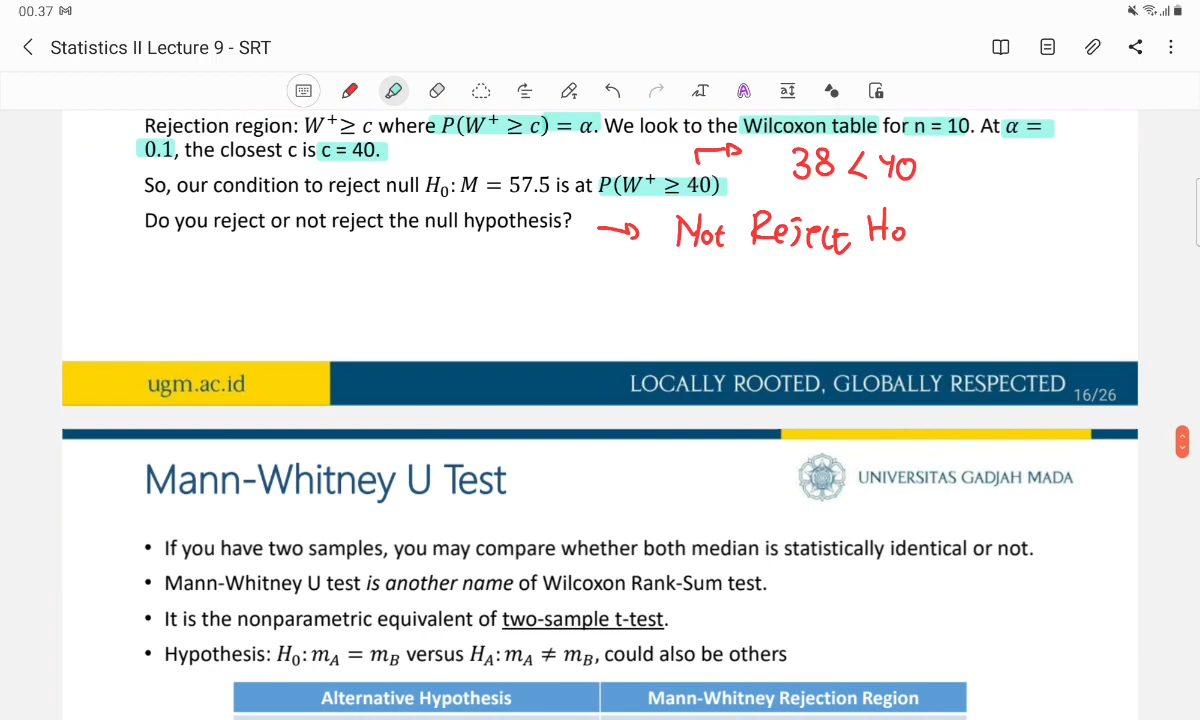 00.37
Statistics II Lecture 9 - SRT
Rejection region: W⁺ ≥ c where P(W⁺ ≥ c) = α. We look to the Wilcoxon table for n = 10. At α =
0.1, the closest c is c = 40.
38 < 40
So, our condition to reject null H₀: M = 57.5 is at P(W⁺ ≥ 40)
Do you reject or not reject the null hypothesis? → Not Reject Ho
ugm.ac.id LOCALLY ROOTED, GLOBALLY RESPECTED 16/26
Mann-Whitney U Test UNIVERSITAS GADJAH MADA
• If you have two samples, you may compare whether both median is statistically identical or not.
• Mann-Whitney U test is another name of Wilcoxon Rank-Sum test.
• It is the nonparametric equivalent of two-sample t-test.
• Hypothesis: H₀: m_A = m_B versus H_A: m_A ≠ m_B, could also be others
Alternative Hypothesis Mann-Whitney Rejection Region